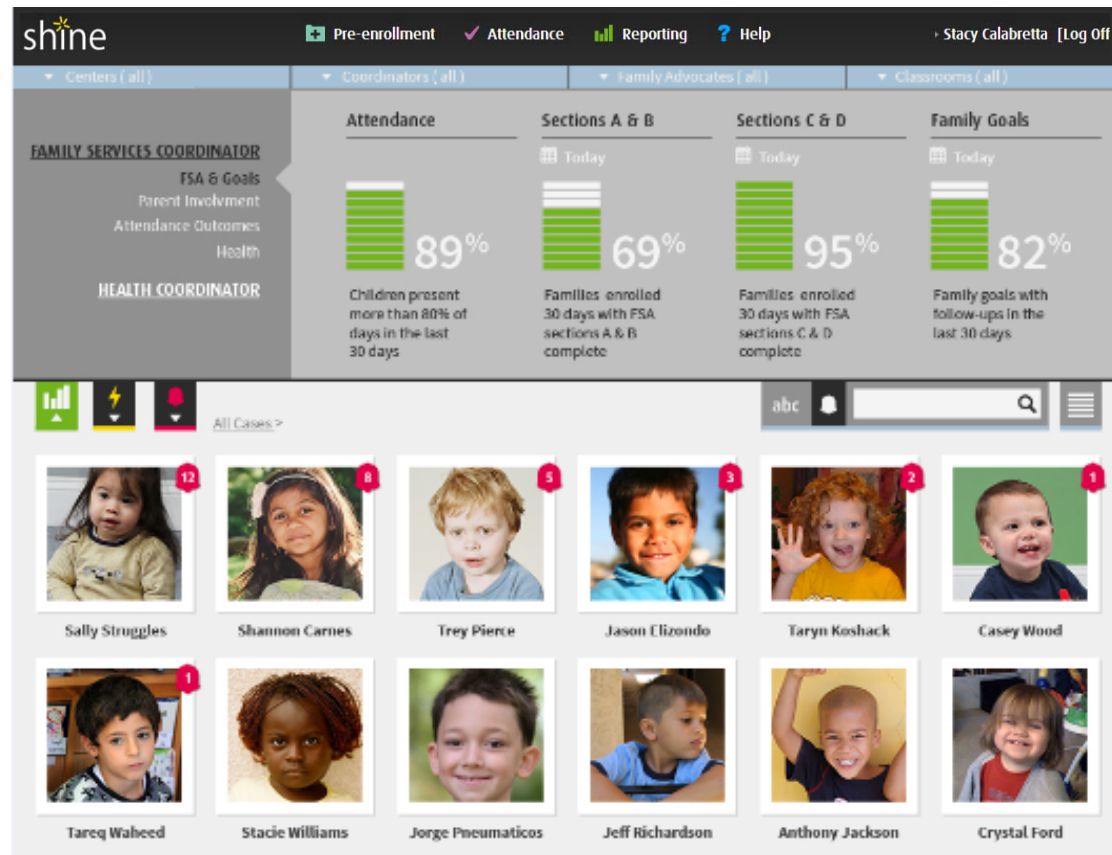 shine
Pre-enrollment Attendance Reporting Help
Stacy Calabretta [Log Off
Centers ( all ) Coordinators ( all ) Family Advocates ( all ) Classrooms ( all )
FAMILY SERVICES COORDINATOR
FSA & Goals
Parent Involvment
Attendance Outcomes
Health
HEALTH COORDINATOR
Attendance
89%
Children present
more than 80% of
days in the last
30 days
Sections A & B
Today
69%
Families enrolled
30 days with FSA
sections A & B
complete
Sections C & D
Today
95%
Families enrolled
30 days with FSA
sections C & D
complete
Family Goals
Today
82%
Family goals with
follow-ups in the
last 30 days
All Cases >
abc
12 8 5 3 2 1
Sally Struggles Shannon Carnes Trey Pierce Jason Elizondo Taryn Koshack Casey Wood
1
Tareq Waheed Stacie Williams Jorge Pneumaticos Jeff Richardson Anthony Jackson Crystal Ford